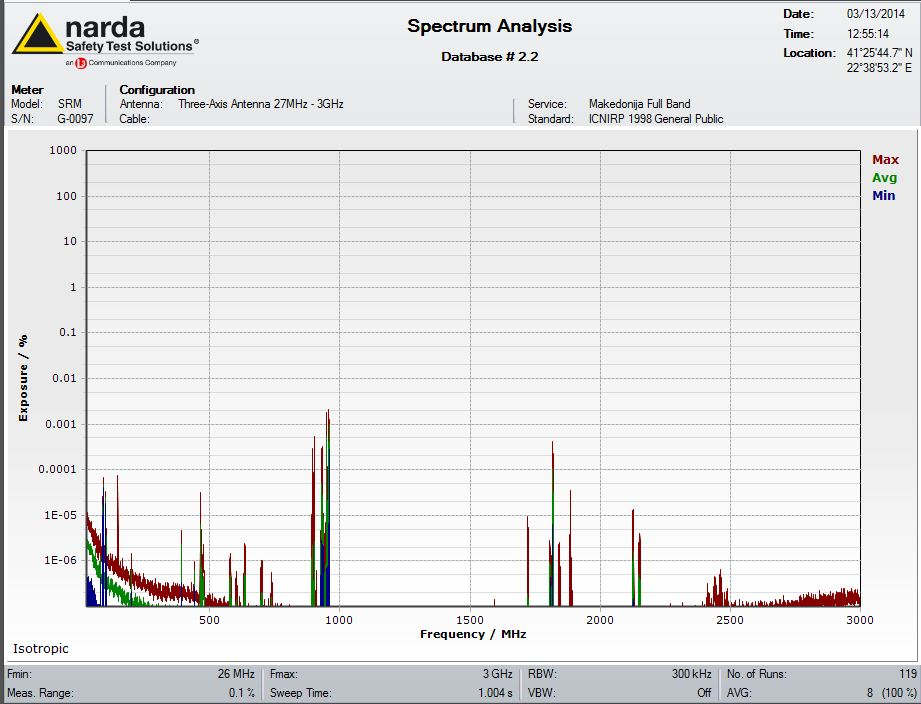 narda
Safety Test Solutions®
an L3 Communications Company
Spectrum Analysis
Database # 2.2
Date: 03/13/2014
Time: 12:55:14
Location: 41°25'44.7" N
22°38'53.2" E
Meter
Model: SRM
S/N: G-0097
Configuration
Antenna: Three-Axis Antenna 27MHz - 3GHz
Cable:
Service: Makedonija Full Band
Standard: ICNIRP 1998 General Public
Max
Avg
Min
Exposure / %
1000
100
10
1
0.1
0.01
0.001
0.0001
1E-05
1E-06
500 1000 1500 2000 2500 3000
Frequency / MHz
Isotropic
Fmin: 26 MHz Fmax: 3 GHz RBW: 300 kHz No. of Runs: 119
Meas. Range: 0.1 % Sweep Time: 1.004 s VBW: Off AVG: 8 (100 %)